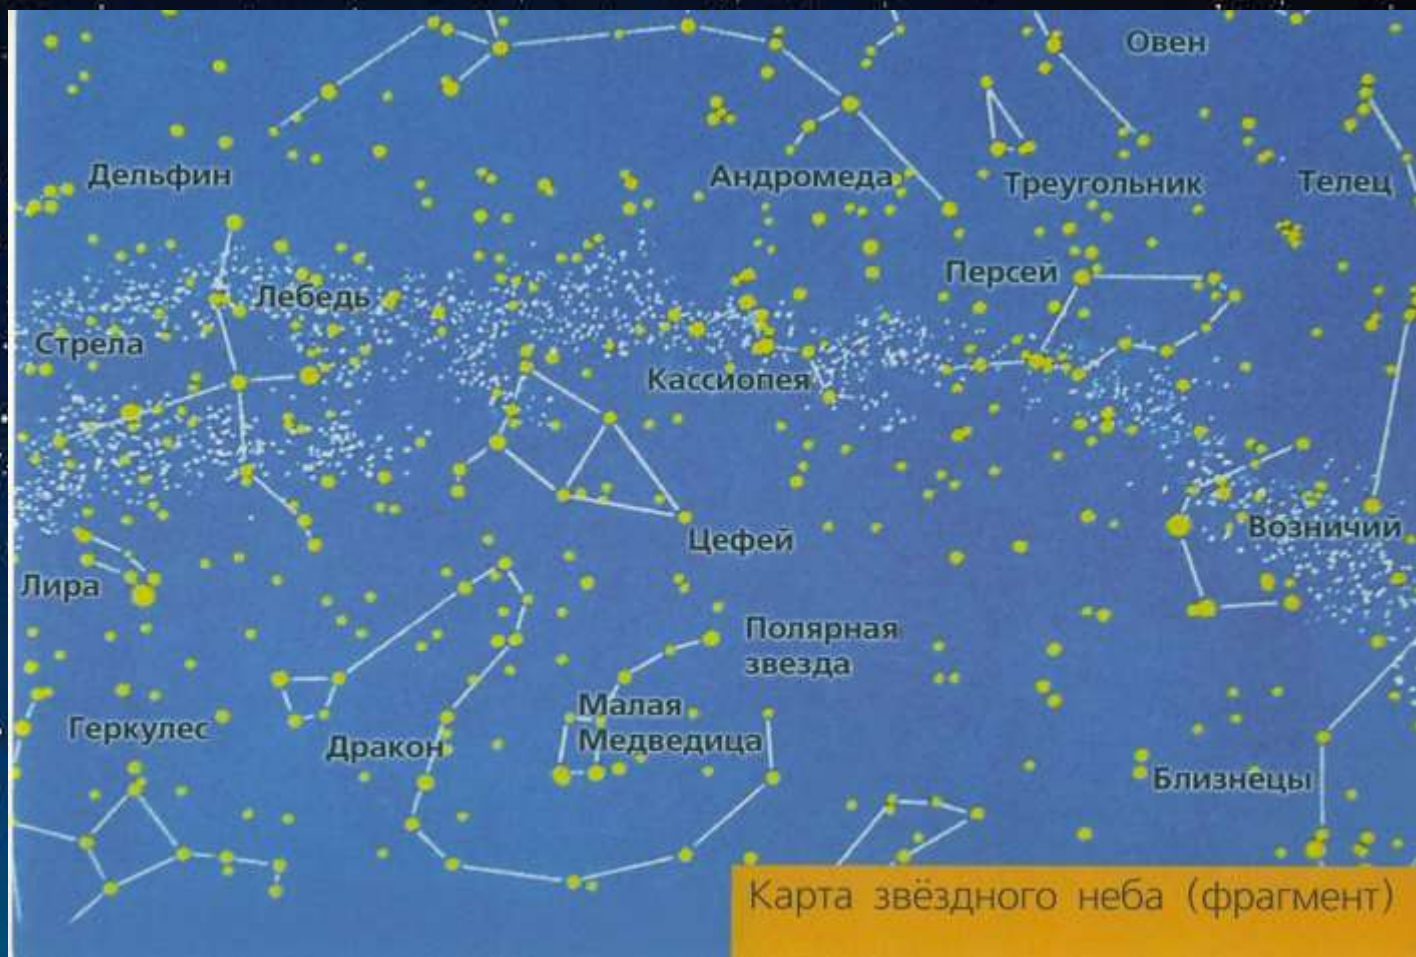 Овен
Дельфин
Андромеда
Треугольник
Телец
Персей
Лебедь
Стрела
Кассиопея
Возничий
Цефей
Лира
Полярная
звезда
Малая
Медведица
Геркулес
Дракон
Близнецы
Карта звёздного неба (фрагмент)